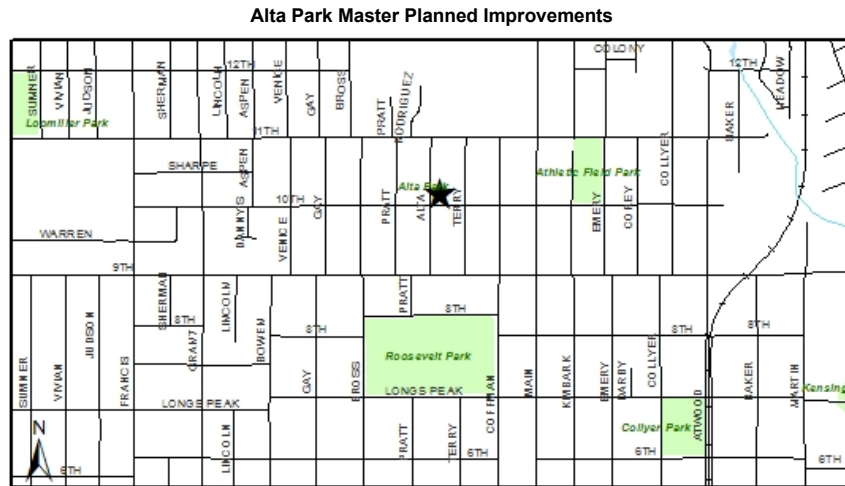 Alta Park Master Planned Improvements
COLONY
12TH
12TH
SUMNER
VIVIAN
JUDSON
SHERMAN
LINCOLN
ASPEN
VENICE
GAY
BROSS
PRATT
RODRIGUEZ
BAKER
MEADOW
Loomiller Park
11TH
SHARPE
ASPEN
Alta Park
Athletic Field Park
COLLYER
10TH
DANNYS
VENICE
GAY
PRATT
ALTA
TERRY
EMERY
COREY
WARREN
9TH
SHERMAN
LINCOLN
PRATT
8TH
8TH
8TH
8TH
8TH
JUDSON
GRANT
BOWEN
Roosevelt Park
COLLYER
SUMNER
VIVIAN
FRANCIS
GAY
BROSS
LONGS PEAK
COFFMAN
MAIN
KIMBARK
EMERY
DARBY
ATWOOD
BAKER
MARTIN
Kensing
LONGS PEAK
LINCOLN
PRATT
TERRY
Collyer Park
N
6TH
6TH
6TH
6TH